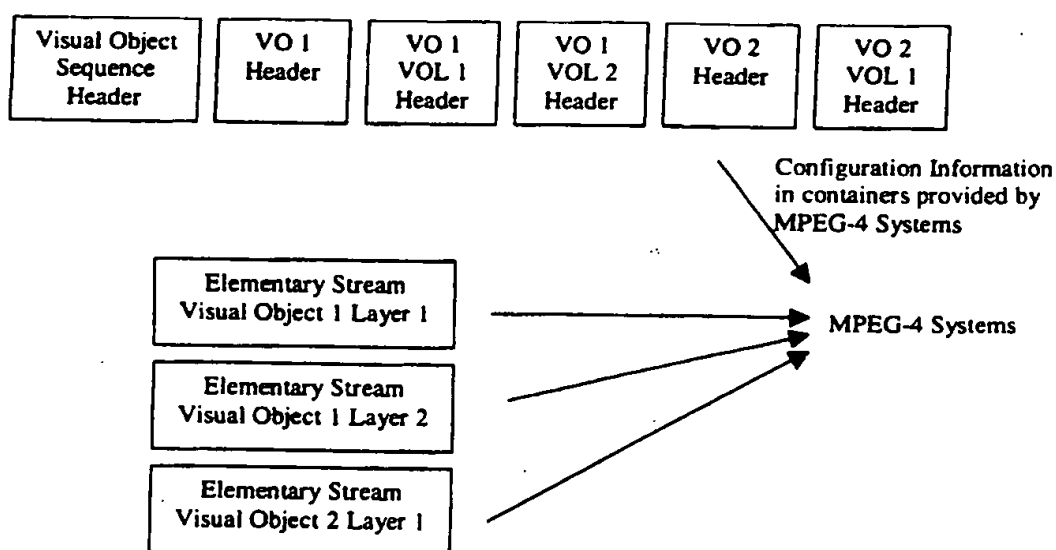 Visual Object
Sequence
Header
VO 1
Header
VO 1
VOL 1
Header
VO 1
VOL 2
Header
VO 2
Header
VO 2
VOL 1
Header
Configuration Information
in containers provided by
MPEG-4 Systems
Elementary Stream
Visual Object 1 Layer 1
MPEG-4 Systems
Elementary Stream
Visual Object 1 Layer 2
Elementary Stream
Visual Object 2 Layer 1